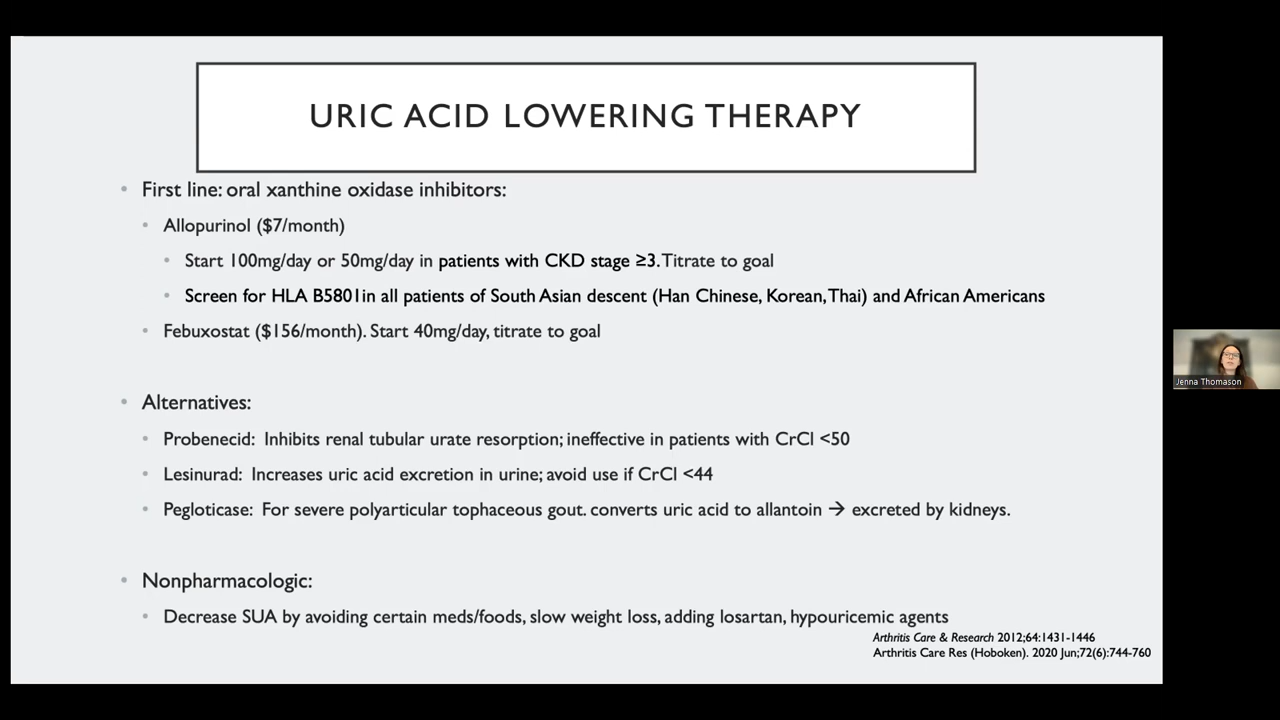 URIC ACID LOWERING THERAPY
• First line: oral xanthine oxidase inhibitors:
• Allopurinol ($7/month)
• Start 100mg/day or 50mg/day in patients with CKD stage ≥3. Titrate to goal
• Screen for HLA B5801in all patients of South Asian descent (Han Chinese, Korean, Thai) and African Americans
• Febuxostat ($156/month). Start 40mg/day, titrate to goal
• Alternatives:
• Probenecid: Inhibits renal tubular urate resorption; ineffective in patients with CrCl <50
• Lesinurad: Increases uric acid excretion in urine; avoid use if CrCl <44
• Pegloticase: For severe polyarticular tophaceous gout. converts uric acid to allantoin → excreted by kidneys.
• Nonpharmacologic:
• Decrease SUA by avoiding certain meds/foods, slow weight loss, adding losartan, hypouricemic agents
Arthritis Care & Research 2012;64:1431-1446
Arthritis Care Res (Hoboken). 2020 Jun;72(6):744-760
Jenna Thomason